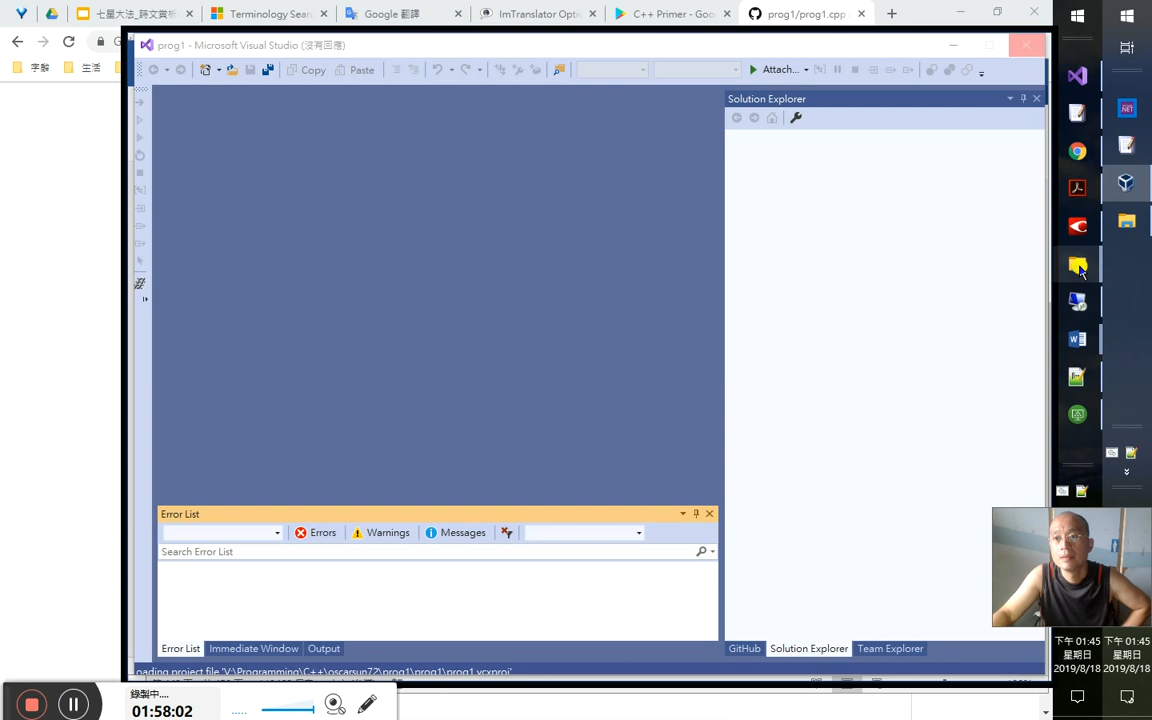 七星大法_跨文賞析
Terminology Sear
Google 翻譯
ImTranslator Optio
C++ Primer - Goo
prog1/prog1.cpp
字辭
生活
prog1 - Microsoft Visual Studio (沒有回應)
Copy
Paste
Attach...
Solution Explorer
Error List
Errors
Warnings
Messages
Search Error List
Error List
Immediate Window
Output
GitHub
Solution Explorer
Team Explorer
oading project file 'V:\Programming\C++\oscarsun72\prog1\prog1\prog1.vcxproj'
錄製中....
01:58:02
下午 01:45
星期日
2019/8/18
下午 01:45
星期日
2019/8/18